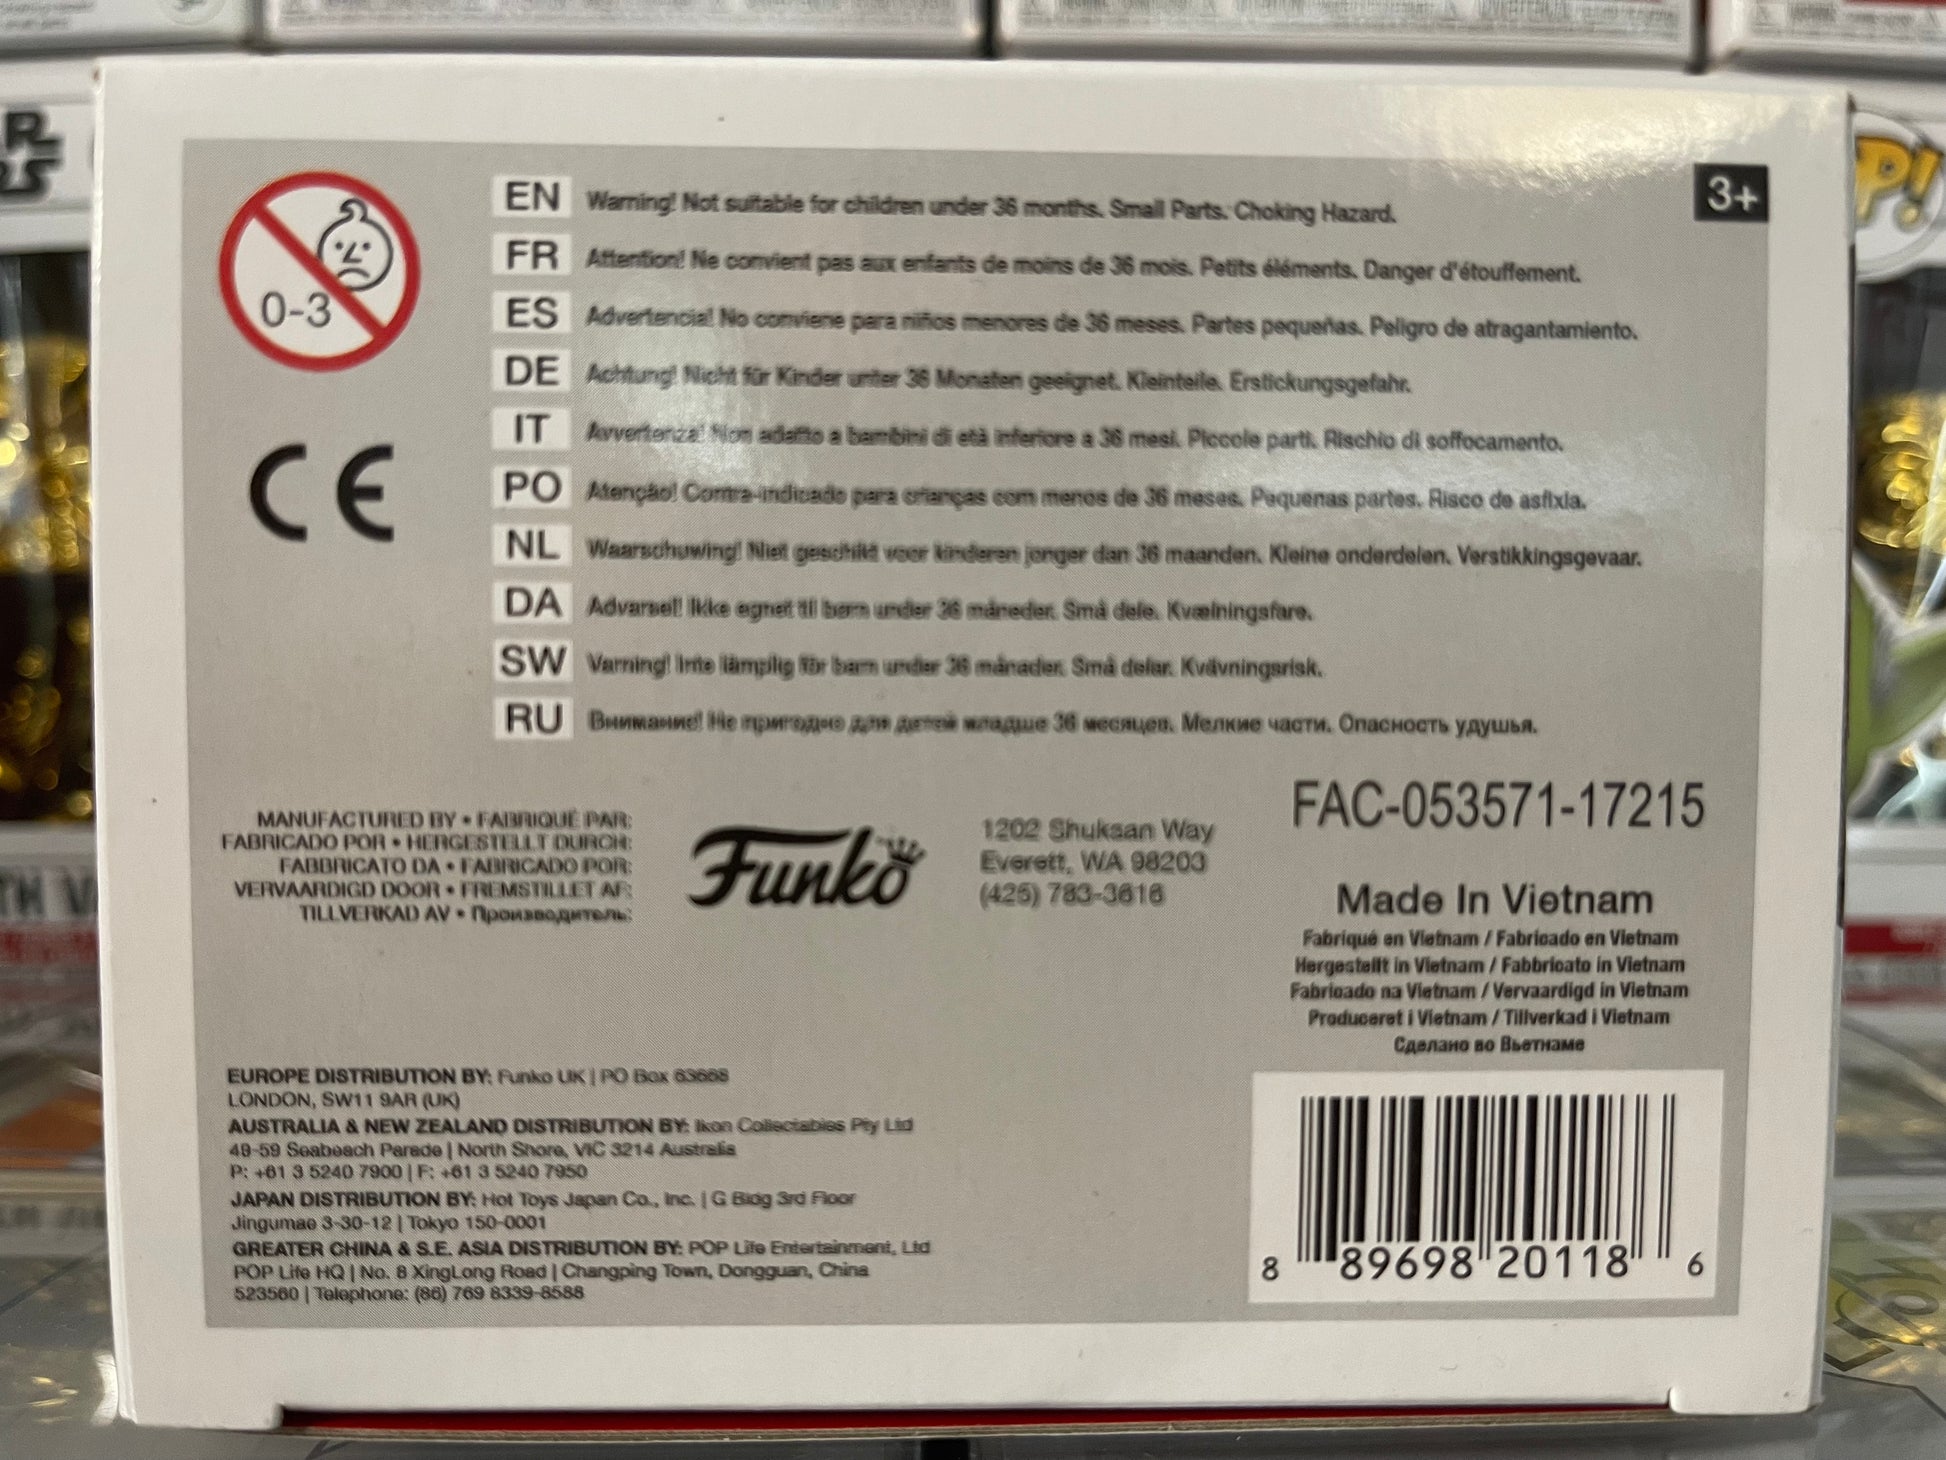 0-3
EN Warning! Not suitable for children under 36 months. Small Parts. Choking Hazard.
3+
FR Attention! Ne convient pas aux enfants de moins de 36 mois. Petits éléments. Danger d'étouffement.
ES Advertencia! No conviene para niños menores de 36 meses. Partes pequeñas. Peligro de atragantamiento.
DE Achtung! Nicht für Kinder unter 36 Monaten geeignet. Kleinteile. Erstickungsgefahr.
IT Avvertenza! Non adatto a bambini di età inferiore a 36 mesi. Piccole parti. Rischio di soffocamento.
PO Atenção! Contra-indicado para crianças com menos de 36 meses. Pequenas partes. Risco de asfixia.
NL Waarschuwing! Niet geschikt voor kinderen jonger dan 36 maanden. Kleine onderdelen. Verstikkingsgevaar.
DA Advarsel! Ikke egnet til børn under 36 måneder. Små dele. Kvælningsfare.
SW Varning! Inte lämplig för barn under 36 månader. Små delar. Kvävningsrisk.
RU Внимание! Не пригодно для детей младше 36 месяцев. Мелкие части. Опасность удушья.
CE
MANUFACTURED BY • FABRIQUÉ PAR:
FABRICADO POR • HERGESTELLT DURCH:
FABBRICATO DA • FABRICADO POR:
VERVAARDIGD DOOR • FREMSTILLET AF:
TILLVERKAD AV • Производитель:
Funko
1202 Shuksan Way
Everett, WA 98203
(425) 783-3616
FAC-053571-17215
Made In Vietnam
Fabriqué en Vietnam / Fabricado en Vietnam
Hergestellt in Vietnam / Fabbricato in Vietnam
Fabricado na Vietnam / Vervaardigd in Vietnam
Produceret i Vietnam / Tillverkad i Vietnam
Сделано во Вьетнаме
EUROPE DISTRIBUTION BY: Funko UK | PO Box 63668
LONDON, SW11 9AR (UK)
AUSTRALIA & NEW ZEALAND DISTRIBUTION BY: Ikon Collectables Pty Ltd
49-59 Seabeach Parade | North Shore, VIC 3214 Australia
P: +61 3 5240 7900 | F: +61 3 5240 7950
JAPAN DISTRIBUTION BY: Hot Toys Japan Co., Inc. | G Bldg 3rd Floor
Jingumae 3-30-12 | Tokyo 150-0001
GREATER CHINA & S.E. ASIA DISTRIBUTION BY: POP Life Entertainment, Ltd
POP Life HQ | No. 8 XingLong Road | Changping Town, Dongguan, China
523560 | Telephone: (86) 769 8339-8588
8 89698 20118 6